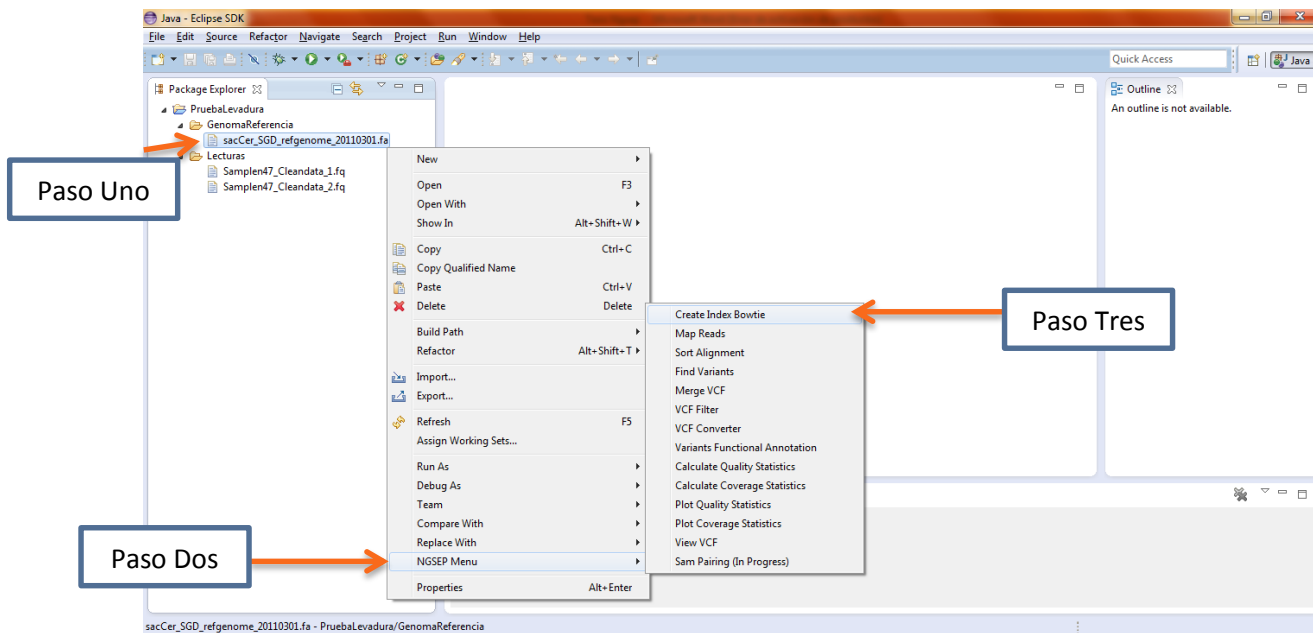 Java - Eclipse SDK
File Edit Source Refactor Navigate Search Project Run Window Help
Quick Access
Java
Package Explorer
PruebaLevadura
GenomaReferencia
sacCer_SGD_refgenome_20110301.fa
Lecturas
Samplen47_Cleandata_1.fq
Samplen47_Cleandata_2.fq
Outline
An outline is not available.
Paso Uno
New
Open F3
Open With
Show In Alt+Shift+W
Copy Ctrl+C
Copy Qualified Name
Paste Ctrl+V
Delete Delete
Build Path
Refactor Alt+Shift+T
Import...
Export...
Refresh F5
Assign Working Sets...
Run As
Debug As
Team
Compare With
Replace With
NGSEP Menu
Properties Alt+Enter
Paso Dos
Create Index Bowtie
Map Reads
Sort Alignment
Find Variants
Merge VCF
VCF Filter
VCF Converter
Variants Functional Annotation
Calculate Quality Statistics
Calculate Coverage Statistics
Plot Quality Statistics
Plot Coverage Statistics
View VCF
Sam Pairing (In Progress)
Paso Tres
sacCer_SGD_refgenome_20110301.fa - PruebaLevadura/GenomaReferencia